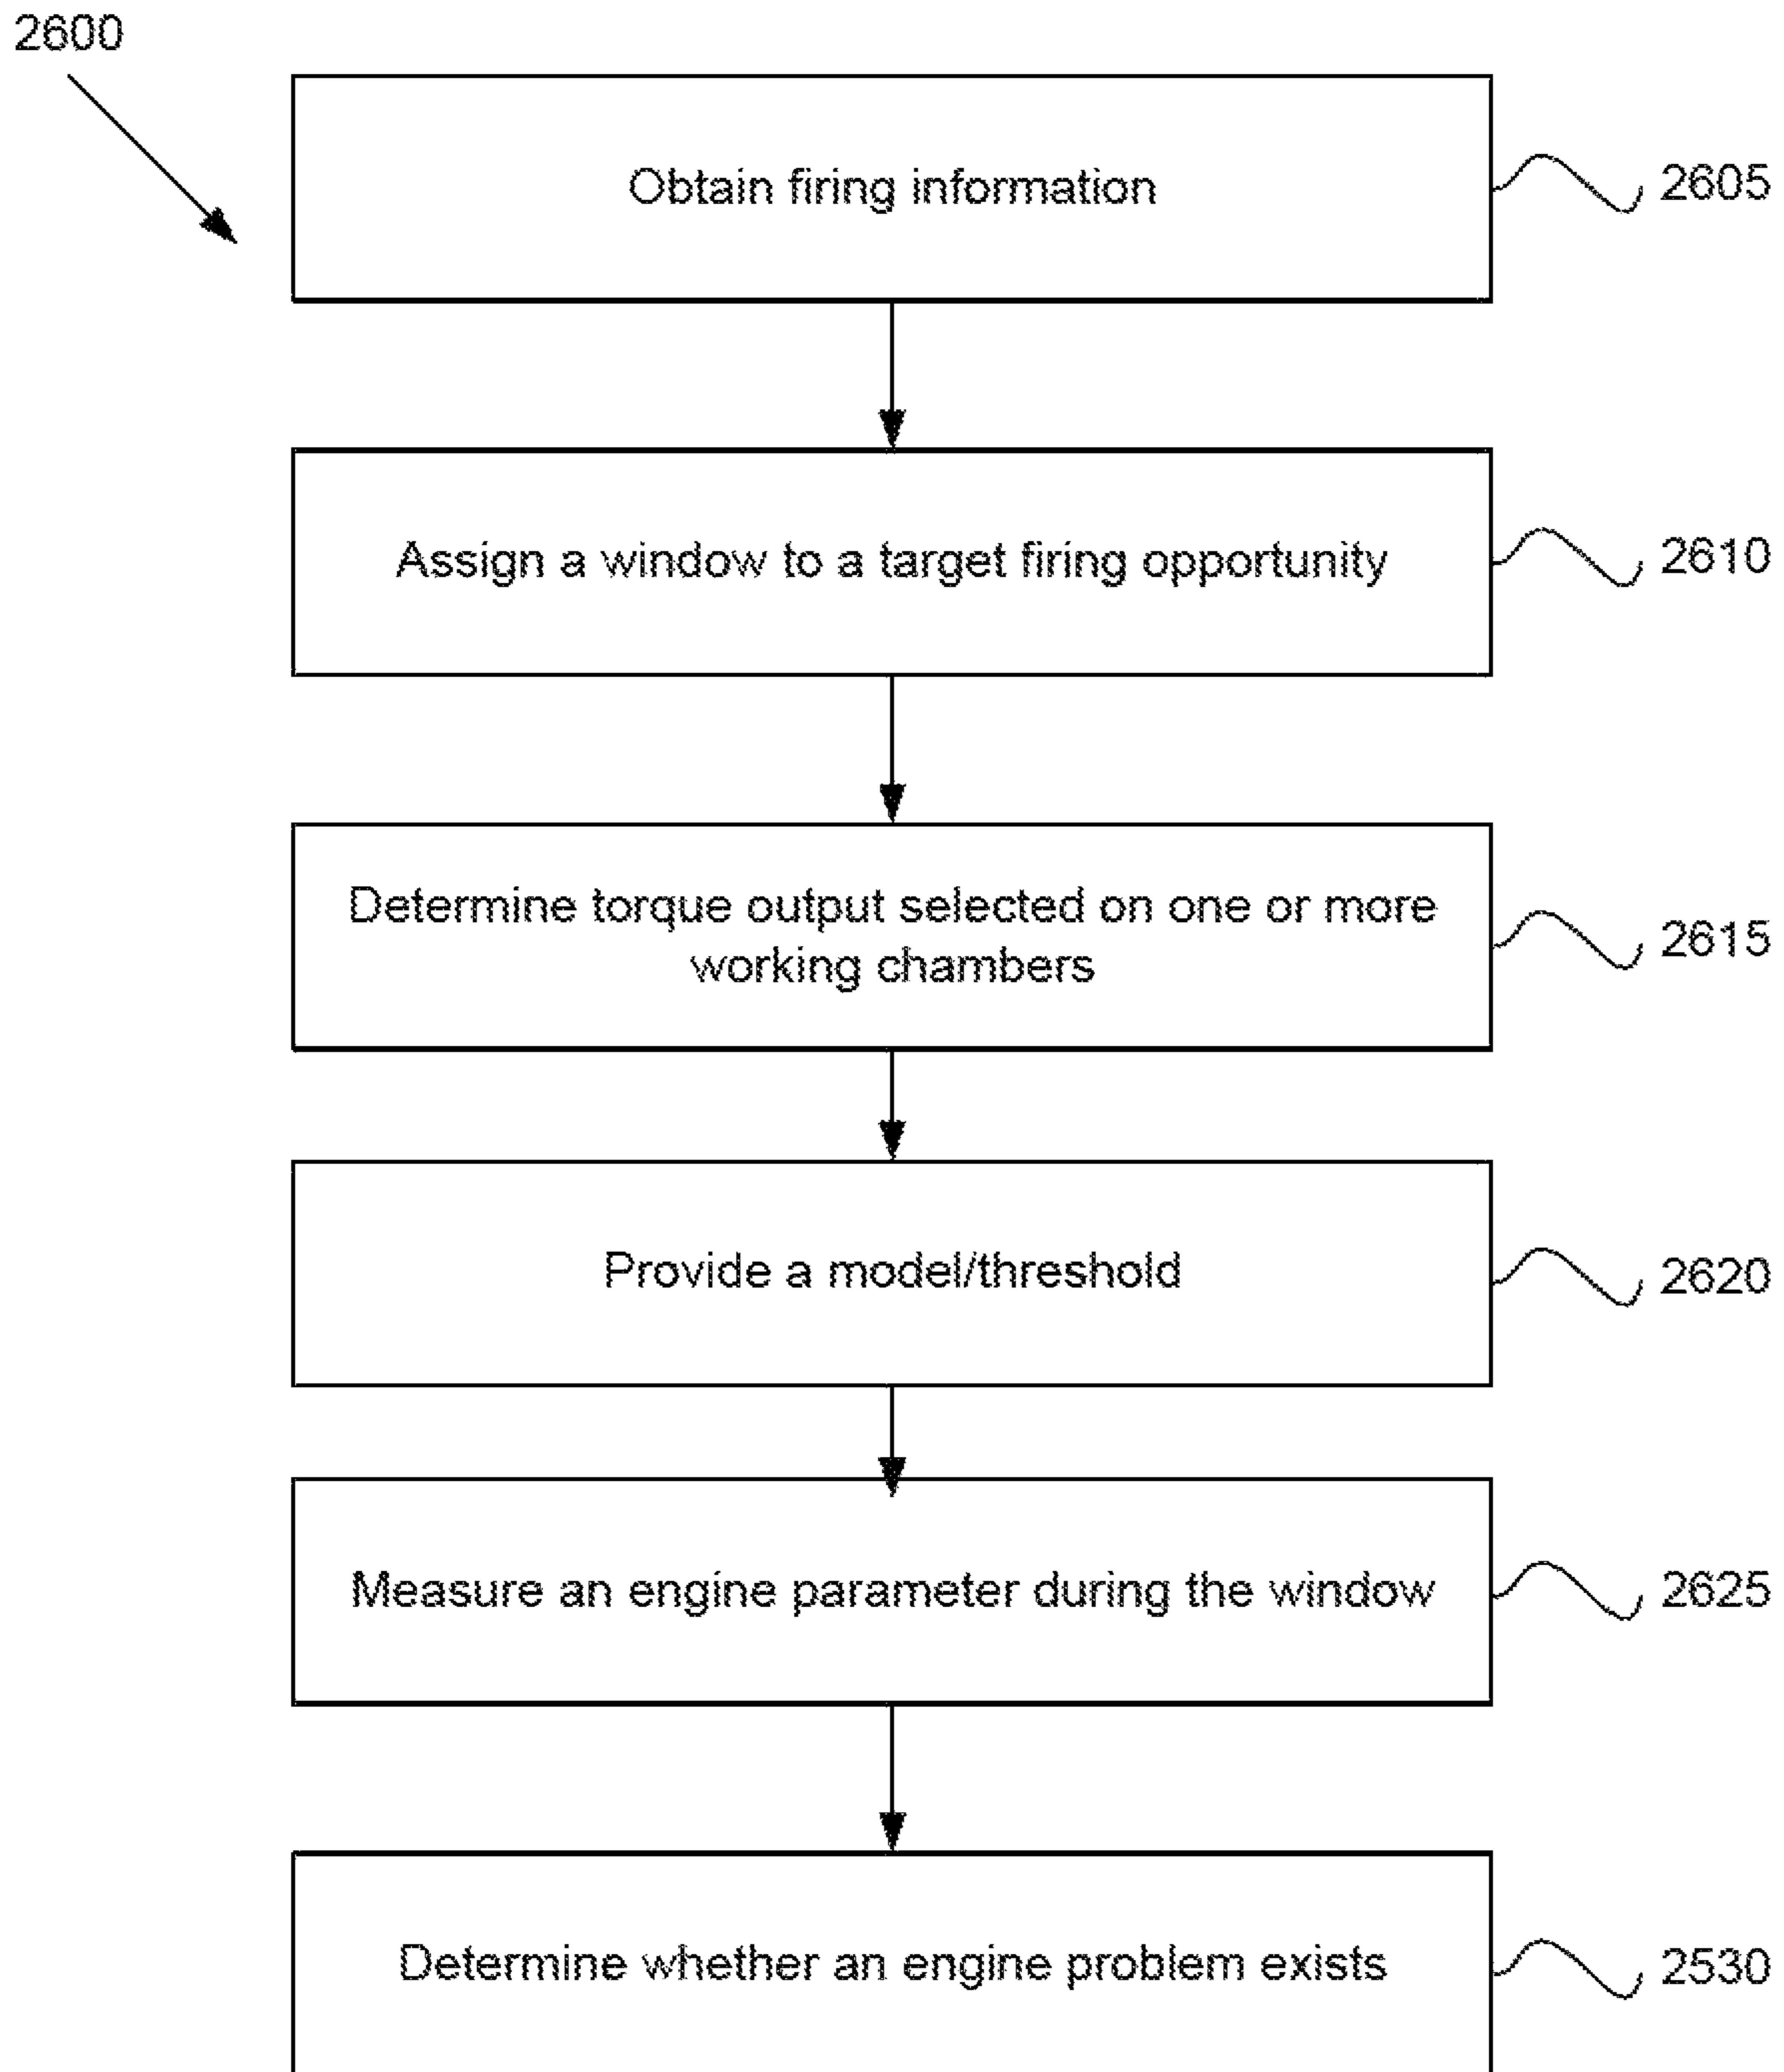 2600
Obtain firing information
2605
Assign a window to a target firing opportunity
2610
Determine torque output selected on one or more
working chambers
2615
Provide a model/threshold
2620
Measure an engine parameter during the window
2625
Determine whether an engine problem exists
2530